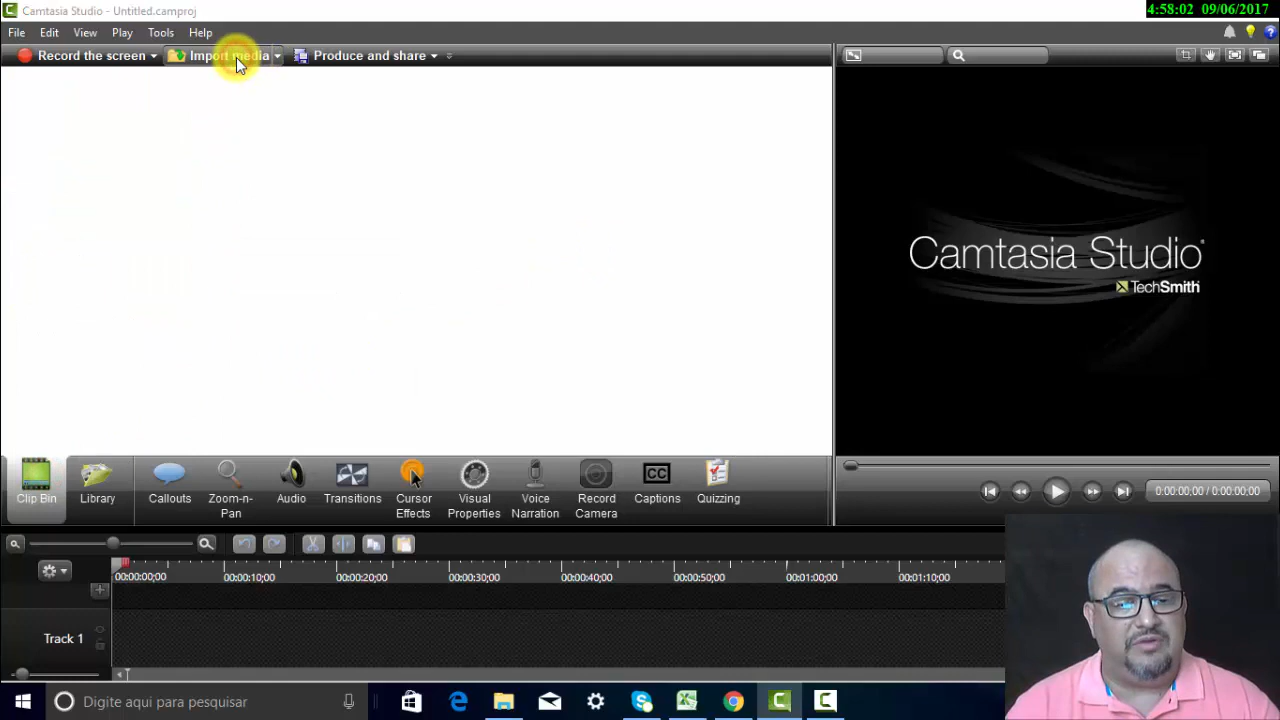 Camtasia Studio - Untitled.camproj
4:58:02 09/06/2017
File Edit View Play Tools Help
Record the screen Import media Produce and share
Camtasia Studio
TechSmith
Clip Bin Library Callouts Zoom-n-Pan Audio Transitions Cursor Effects Visual Properties Voice Narration Record Camera CC Captions Quizzing
0:00:00;00 / 0:00:00;00
00:00:00;00 00:00:10;00 00:00:20;00 00:00:30;00 00:00:40;00 00:00:50;00 00:01:00;00 00:01:10;00
Track 1
Digite aqui para pesquisar